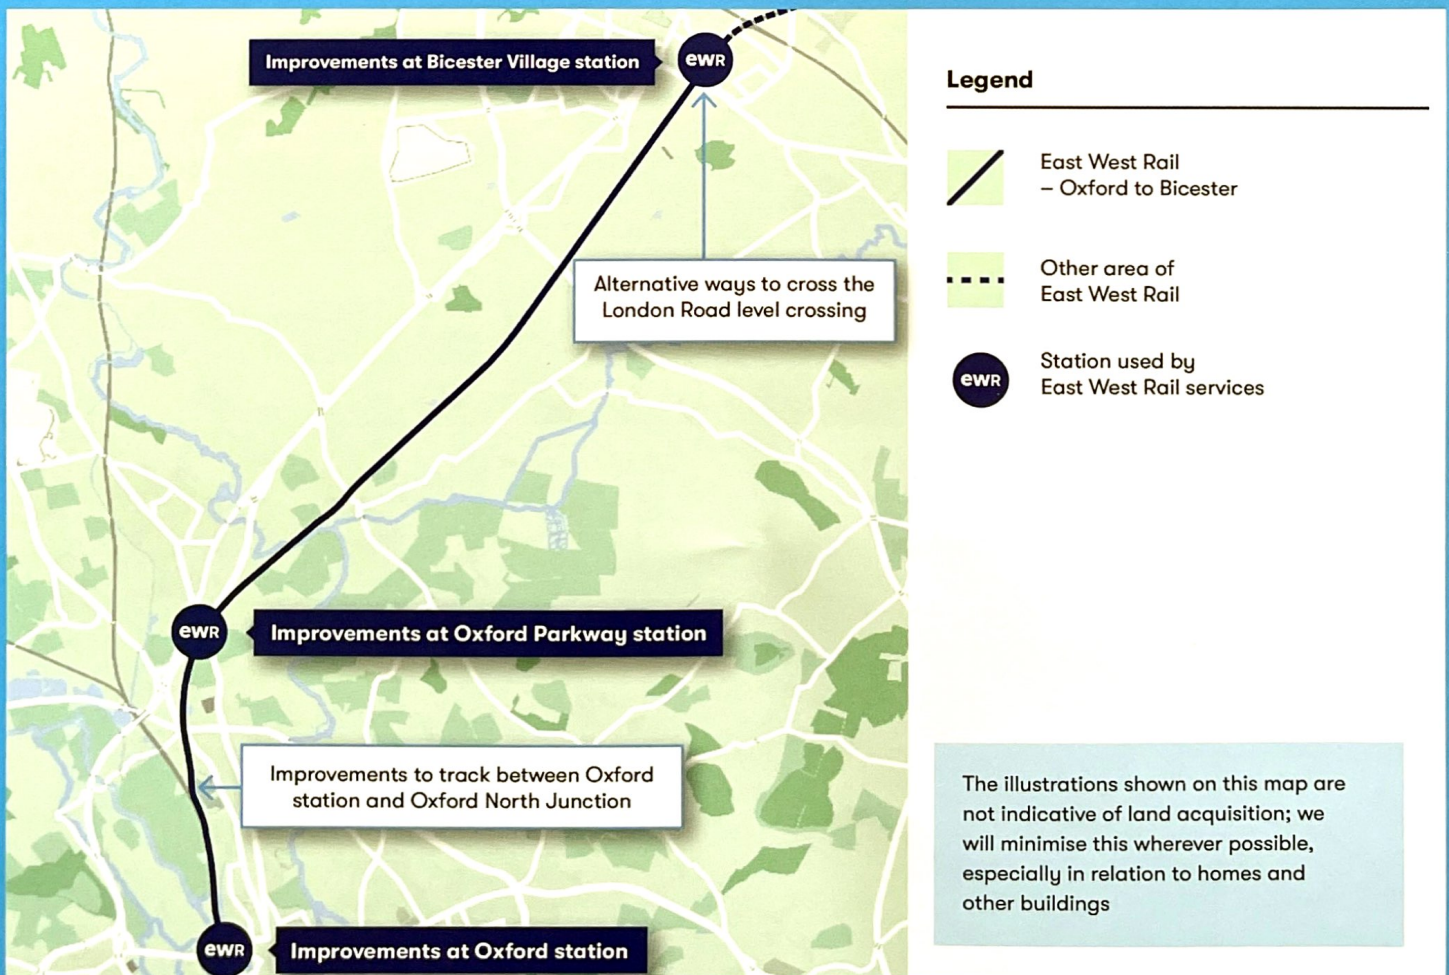 Improvements at Bicester Village station
ewR
Alternative ways to cross the
London Road level crossing
ewR
Improvements at Oxford Parkway station
Improvements to track between Oxford
station and Oxford North Junction
ewR
Improvements at Oxford station
Legend
East West Rail
– Oxford to Bicester
Other area of
East West Rail
ewR
Station used by
East West Rail services
The illustrations shown on this map are
not indicative of land acquisition; we
will minimise this wherever possible,
especially in relation to homes and
other buildings